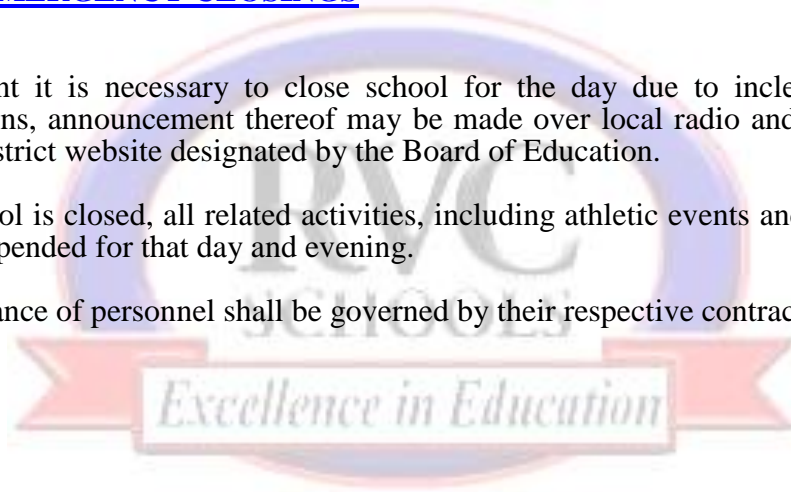 MERGENCY CLOSINGS
nt it is necessary to close school for the day due to incle
ns, announcement thereof may be made over local radio and
strict website designated by the Board of Education.
ol is closed, all related activities, including athletic events and
pended for that day and evening.
ance of personnel shall be governed by their respective contrac
RVC
SCHOOLS
Excellence in Education